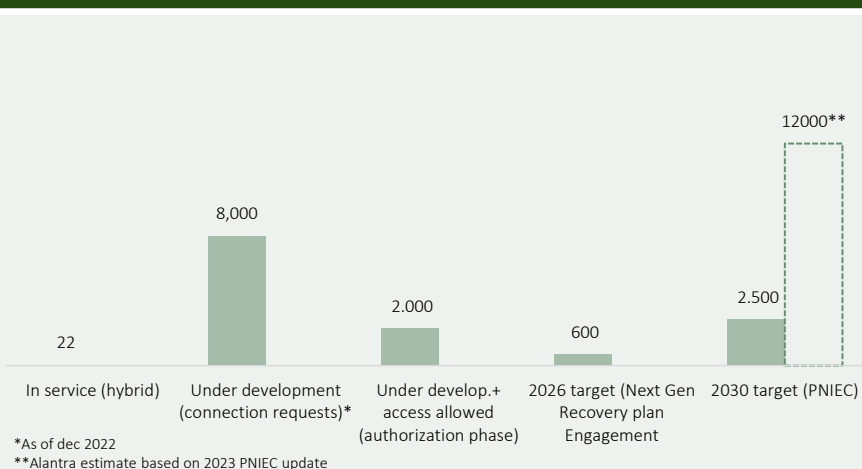 12000**
8,000
2.500
2.000
600
22
In service (hybrid)
Under development
(connection requests)*
Under develop.+
access allowed
(authorization phase)
2026 target (Next Gen
Recovery plan
Engagement
2030 target (PNIEC)
*As of dec 2022
**Alantra estimate based on 2023 PNIEC update